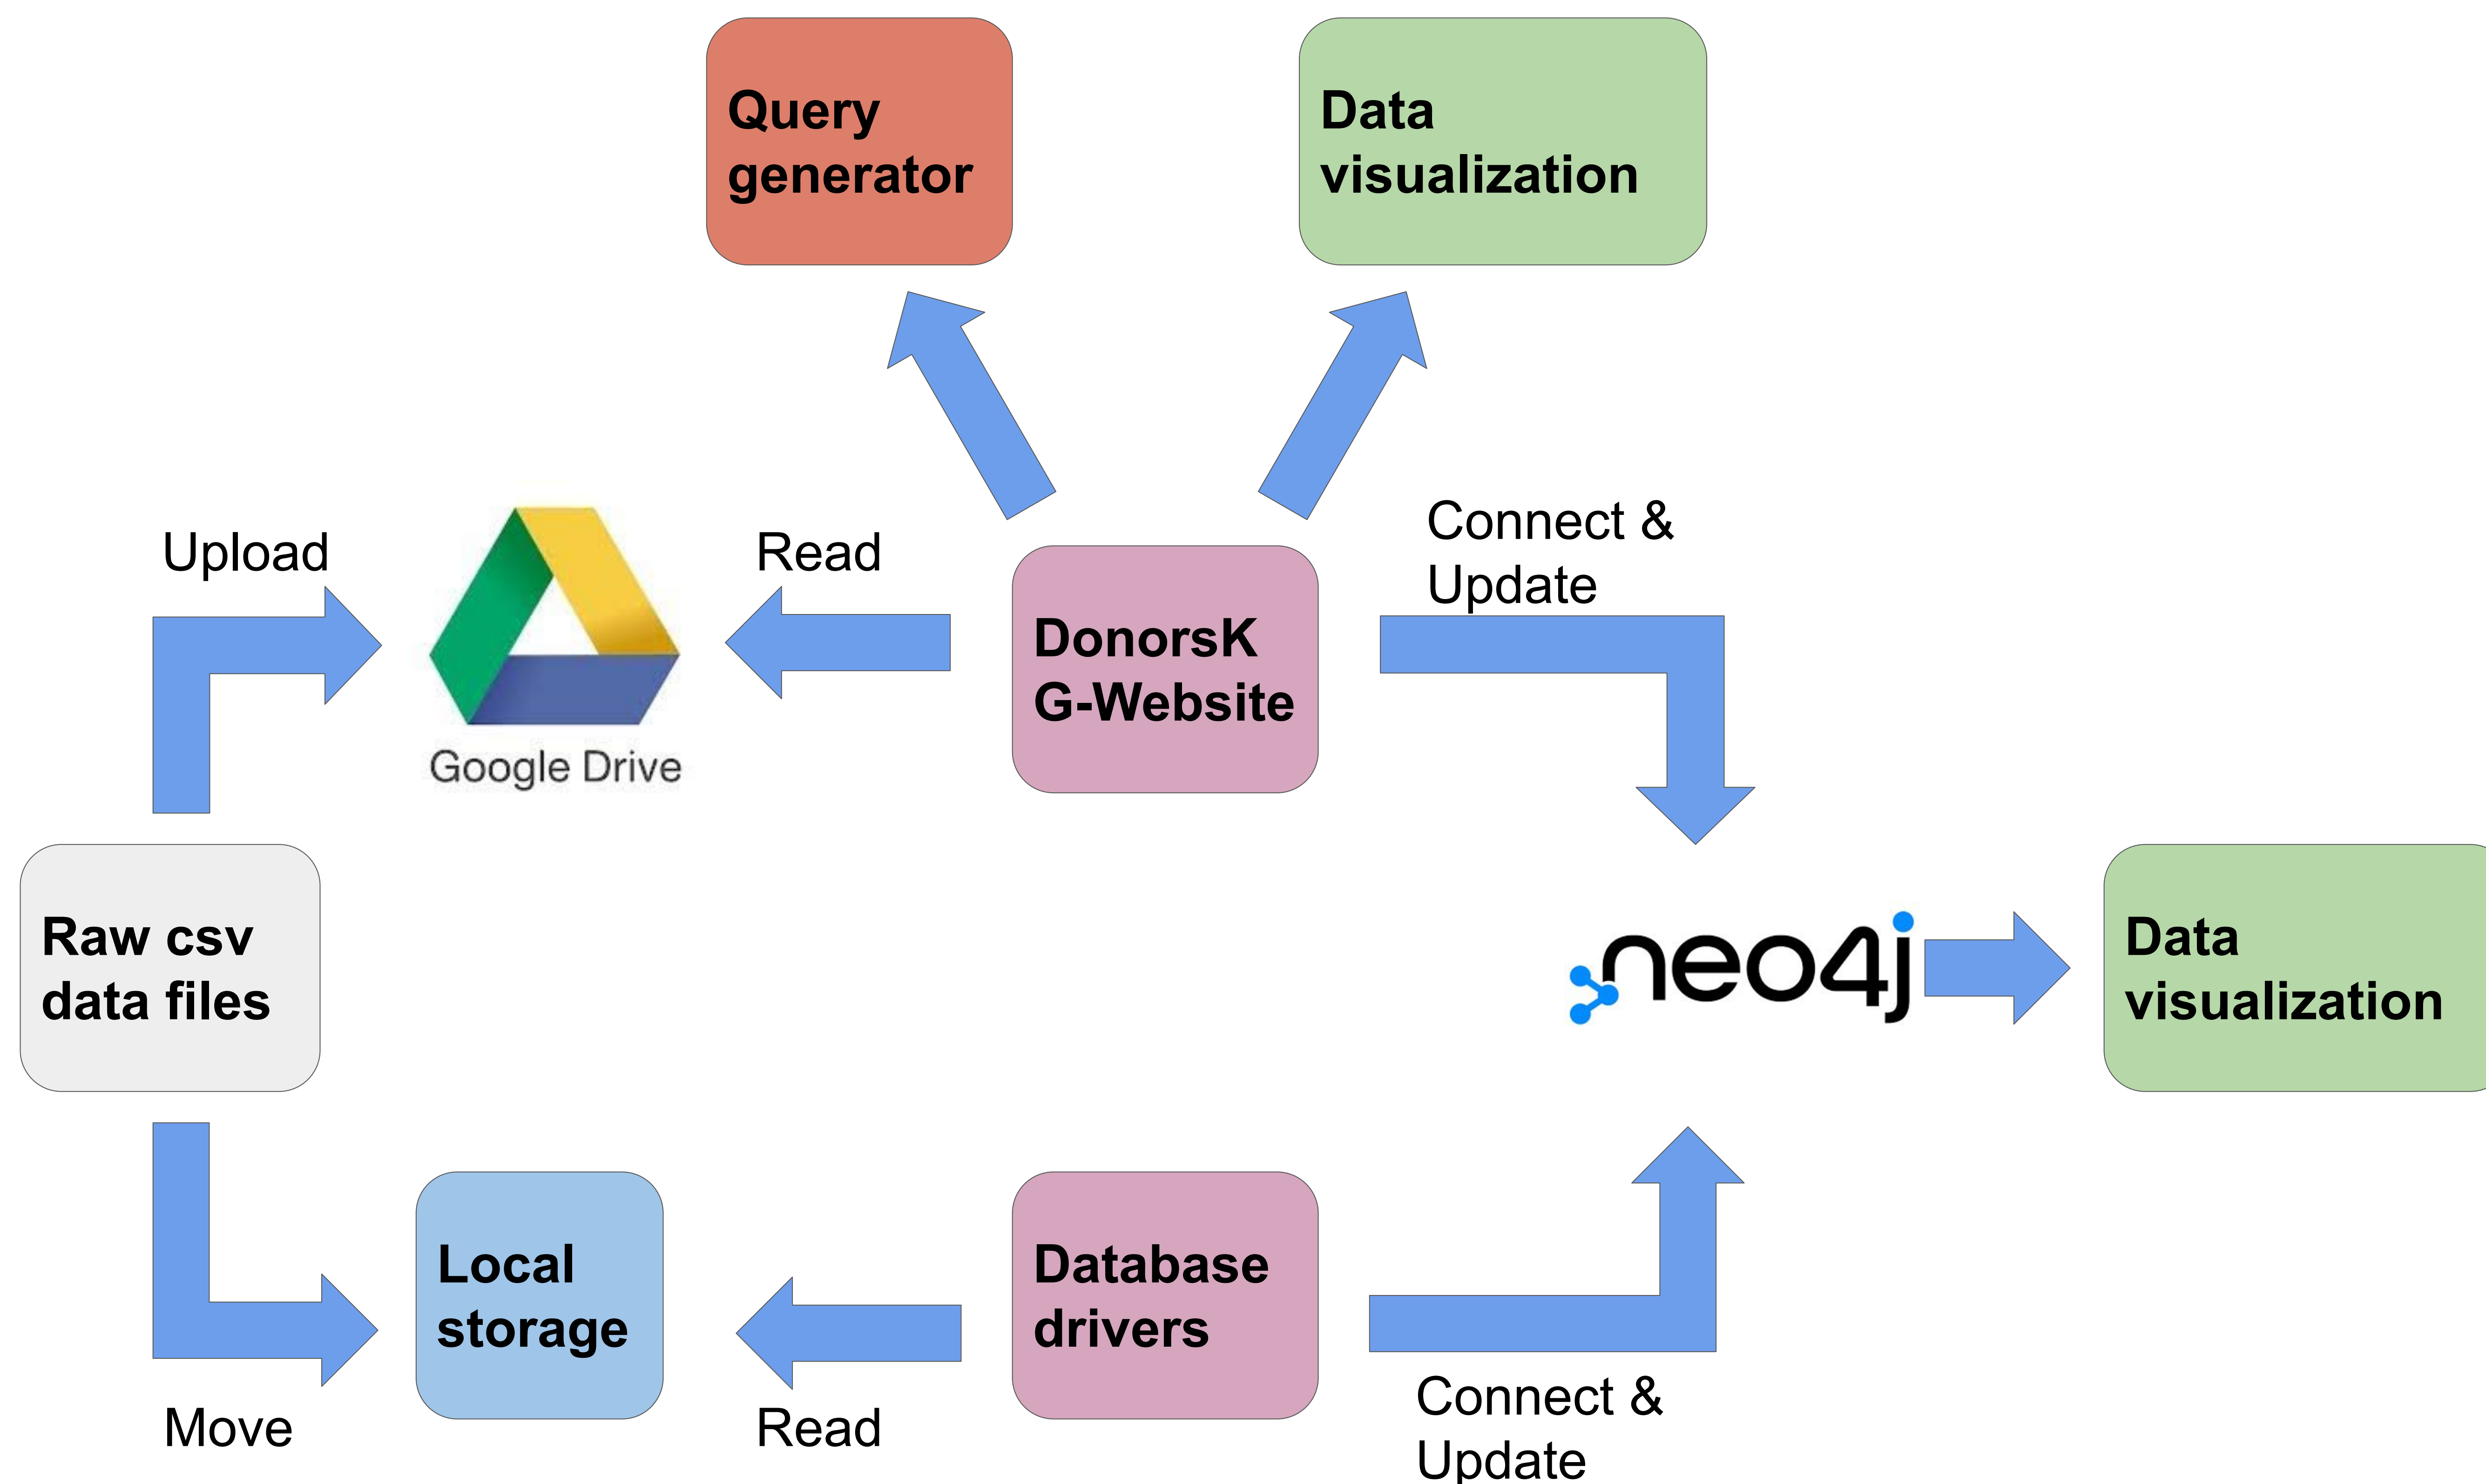 Query
generator
Data
visualization
Upload
Read
Connect &
Update
Google Drive
DonorsK
G-Website
Raw csv
data files
neo4j
Data
visualization
Local
storage
Database
drivers
Move
Read
Connect &
Update